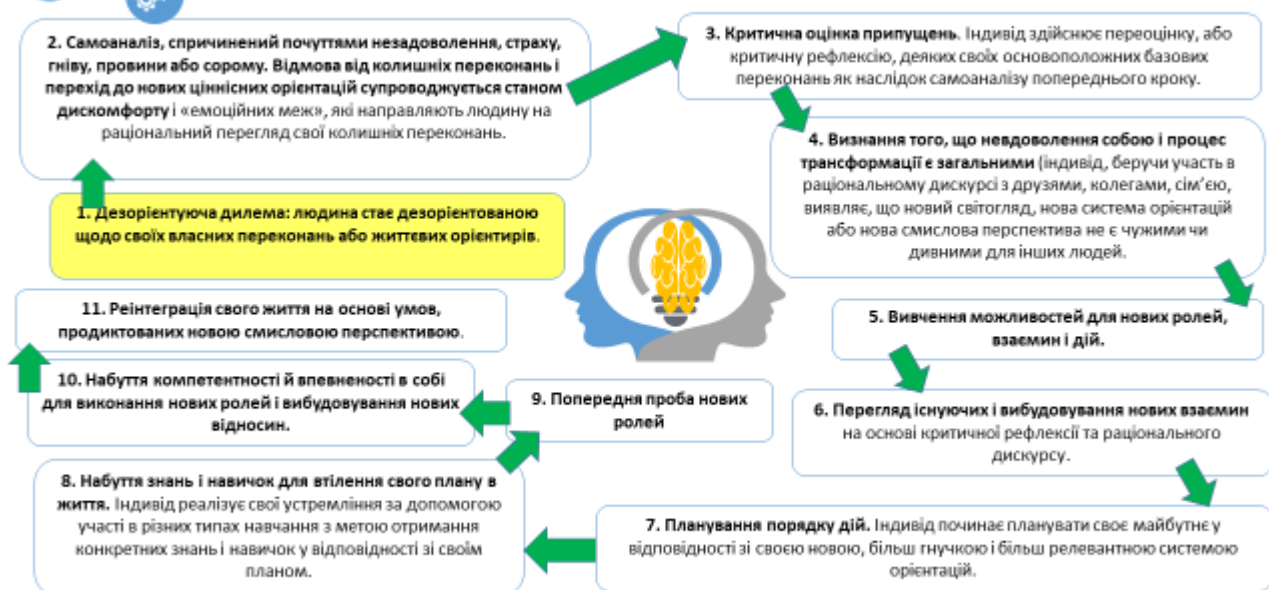 1. Дезорієнтуюча дилема: людина стає дезорієнтованою
щодо своїх власних переконань або життєвих орієнтирів.
2. Самоаналіз, спричинений почуттями незадоволення, страху,
гніву, провини або сорому. Відмова від колишніх переконань і
перехід до нових ціннісних орієнтацій супроводжується станом
дискомфорту і «емоційних меж», які направляють людину на
раціональний перегляд свої колишніх переконань.
3. Критична оцінка припущень. Індивід здійснює переоцінку, або
критичну рефлексію, деяких своїх основоположних базових
переконань як наслідок самоаналізу попереднього кроку.
4. Визнання того, що невдоволення собою і процес
трансформації є загальними (індивід, беручи участь в
раціональному дискурсі з друзями, колегами, сім’єю,
виявляє, що новий світогляд, нова система орієнтацій
або нова смислова перспектива не є чужими чи
дивними для інших людей.
5. Вивчення можливостей для нових ролей,
взаємин і дій.
6. Перегляд існуючих і вибудовування нових взаємин
на основі критичної рефлексії та раціонального
дискурсу.
7. Планування порядку дій. Індивід починає планувати своє майбутнє у
відповідності зі своєю новою, більш гнучкою і більш релевантною системою
орієнтацій.
8. Набуття знань і навичок для втілення свого плану в
життя. Індивід реалізує свої устремління за допомогою
участі в різних типах навчання з метою отримання
конкретних знань і навичок у відповідності зі своїм
планом.
9. Попередня проба нових
ролей
10. Набуття компетентності й впевненості в собі
для виконання нових ролей і вибудовування нових
відносин.
11. Реінтеграція свого життя на основі умов,
продиктованих новою смисловою перспективою.